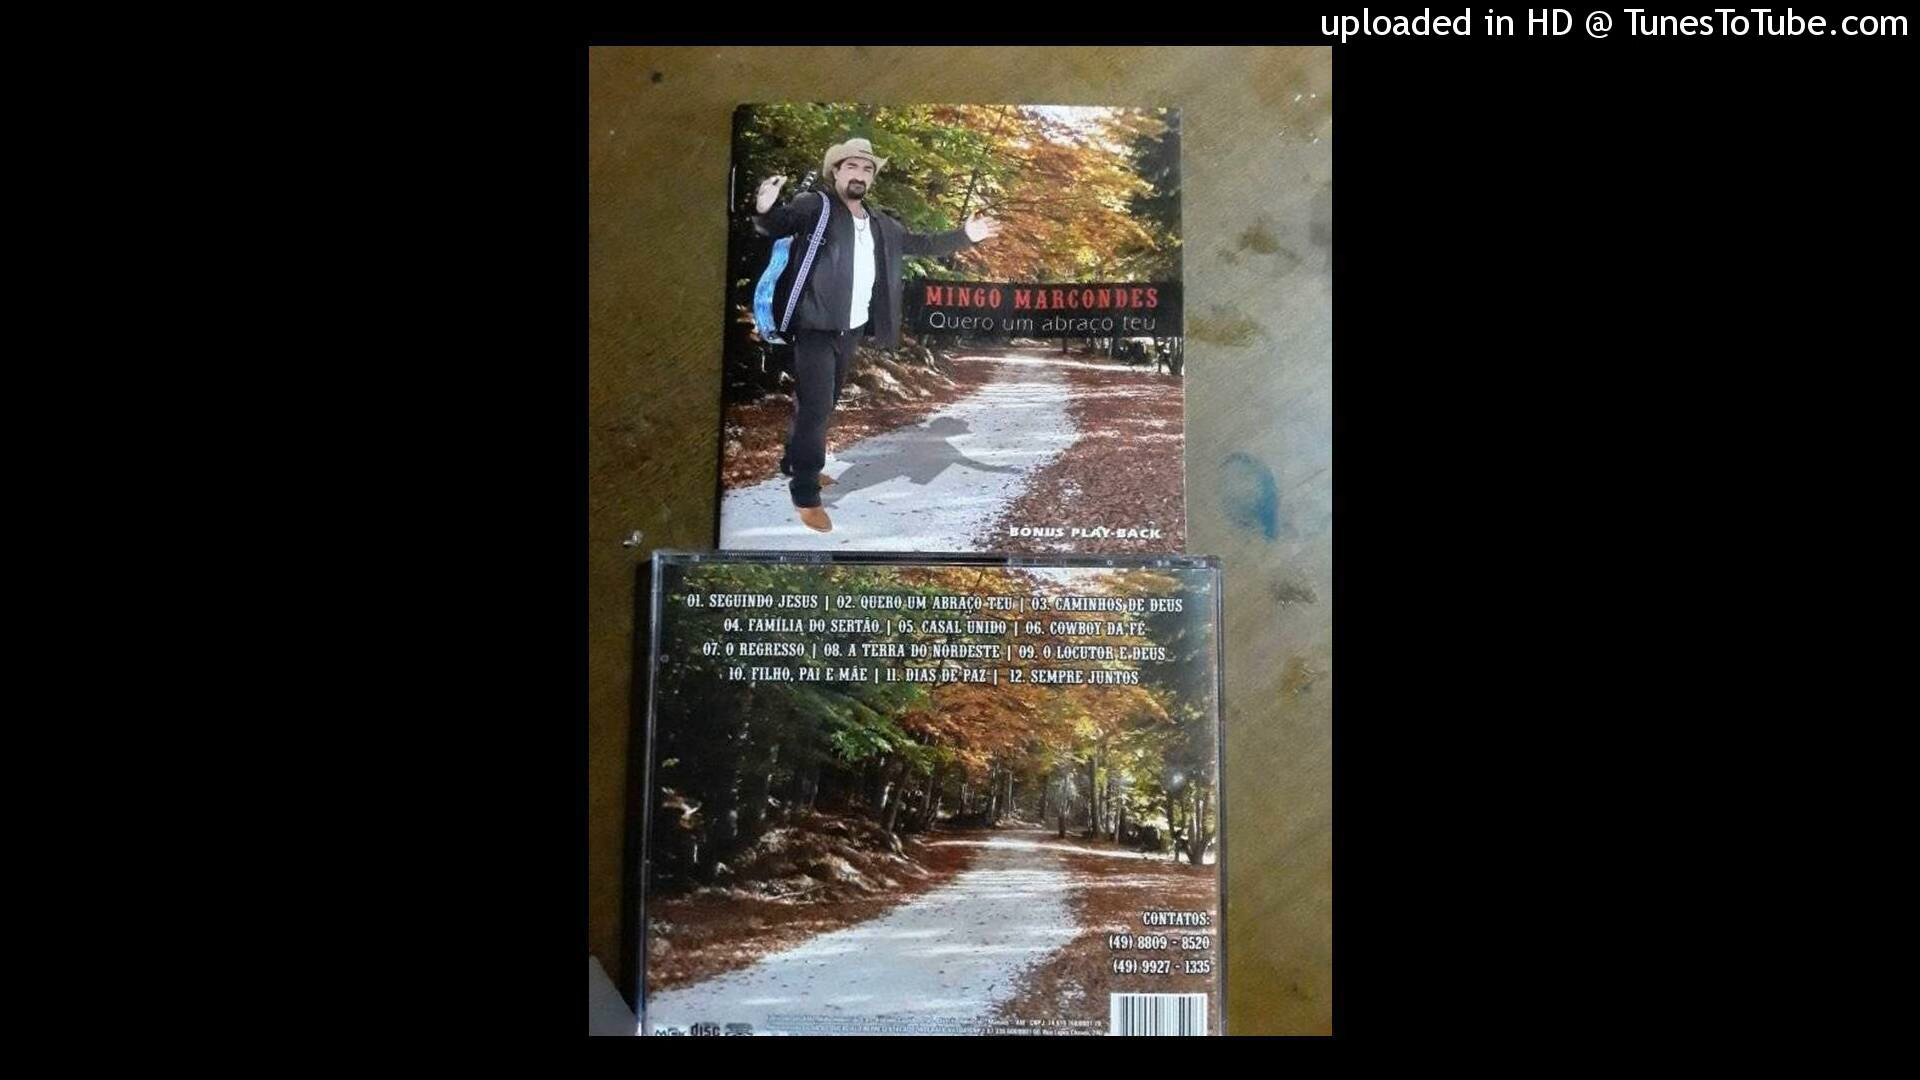 uploaded in HD @ TunesToTube.com
MINGO MARCONDES
Quero um abraço teu
BÔNUS PLAY-BACK
01. SEGUINDO JESUS | 02. QUERO UM ABRAÇO TEU | 03. CAMINHOS DE DEUS
04. FAMÍLIA DO SERTÃO | 05. CASAL UNIDO | 06. COWBOY DA FÉ
07. O REGRESSO | 08. A TERRA DO NORDESTE | 09. O LOCUTOR E DEUS
10. FILHO, PAI E MÃE | 11. DIAS DE PAZ | 12. SEMPRE JUNTOS
CONTATOS:
(49) 8809 - 8520
(49) 9927 - 1335
disc